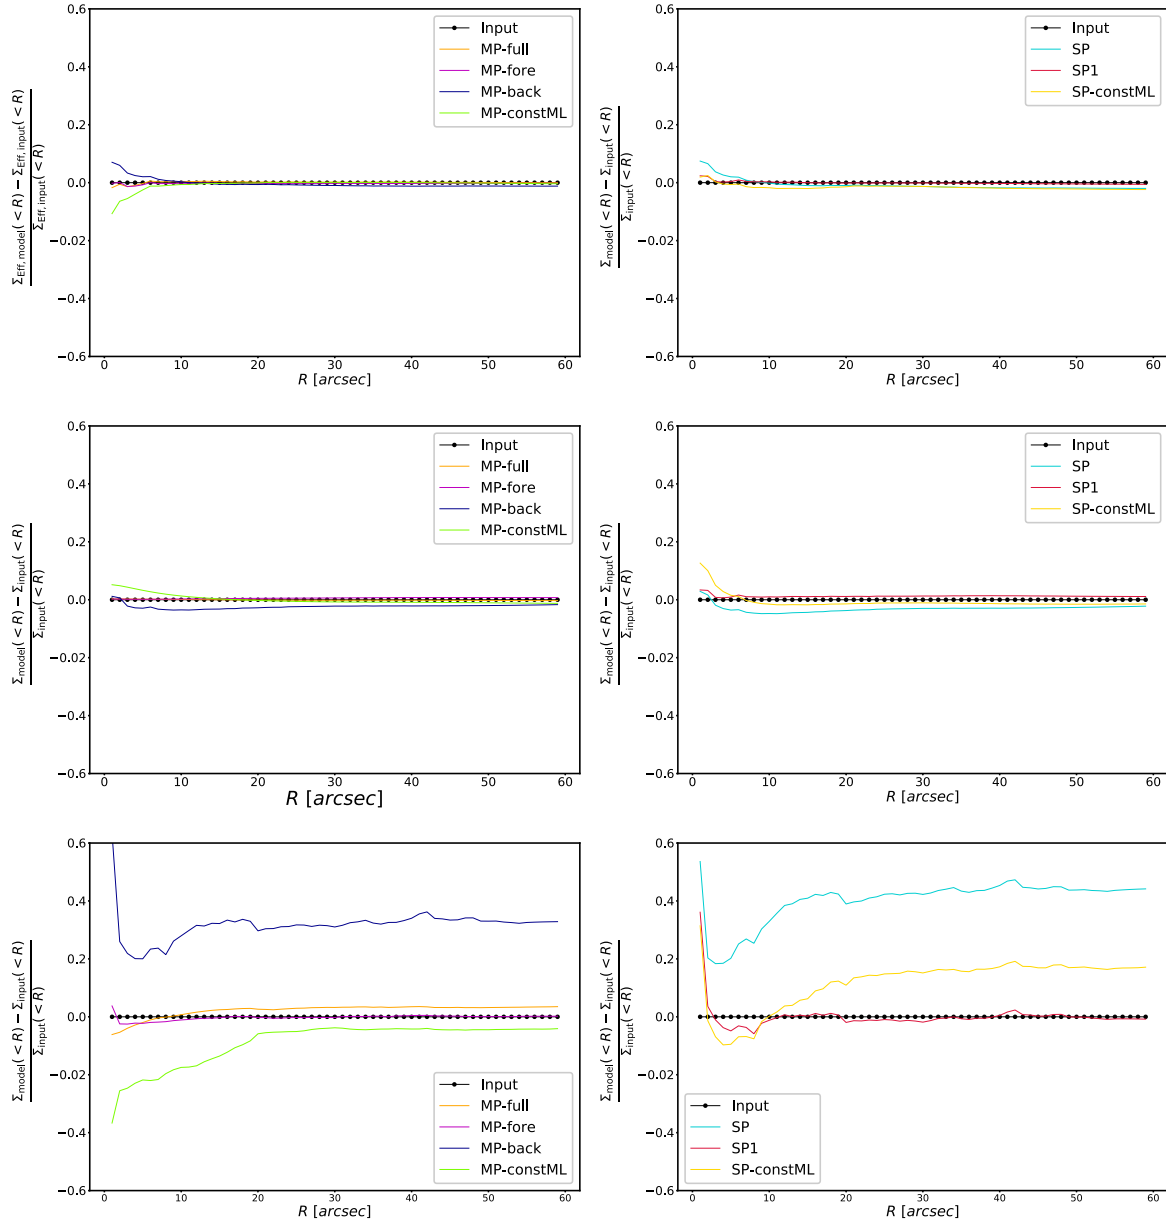 0.6
0.4
0.2
0.0
−0.02
−0.4
−0.6
Σ_Eff, model(< R) − Σ_Eff, input(< R)
Σ_Eff, input(< R)
Input
MP-full
MP-fore
MP-back
MP-constML
0 10 20 30 40 50 60
R [arcsec]
0.6
0.4
0.2
0.0
−0.02
−0.4
−0.6
Σ_model(< R) − Σ_input(< R)
Σ_input(< R)
Input
SP
SP1
SP-constML
0 10 20 30 40 50 60
R [arcsec]
0.6
0.4
0.2
0.0
−0.02
−0.4
−0.6
Σ_model(< R) − Σ_input(< R)
Σ_input(< R)
Input
MP-full
MP-fore
MP-back
MP-constML
0 10 20 30 40 50 60
R [arcsec]
0.6
0.4
0.2
0.0
−0.02
−0.4
−0.6
Σ_model(< R) − Σ_input(< R)
Σ_input(< R)
Input
SP
SP1
SP-constML
0 10 20 30 40 50 60
R [arcsec]
0.6
0.4
0.2
0.0
−0.02
−0.4
−0.6
Σ_model(< R) − Σ_input(< R)
Σ_input(< R)
Input
MP-full
MP-fore
MP-back
MP-constML
0 10 20 30 40 50 60
R [arcsec]
0.6
0.4
0.2
0.0
−0.02
−0.4
−0.6
Σ_model(< R) − Σ_input(< R)
Σ_input(< R)
Input
SP
SP1
SP-constML
0 10 20 30 40 50 60
R [arcsec]